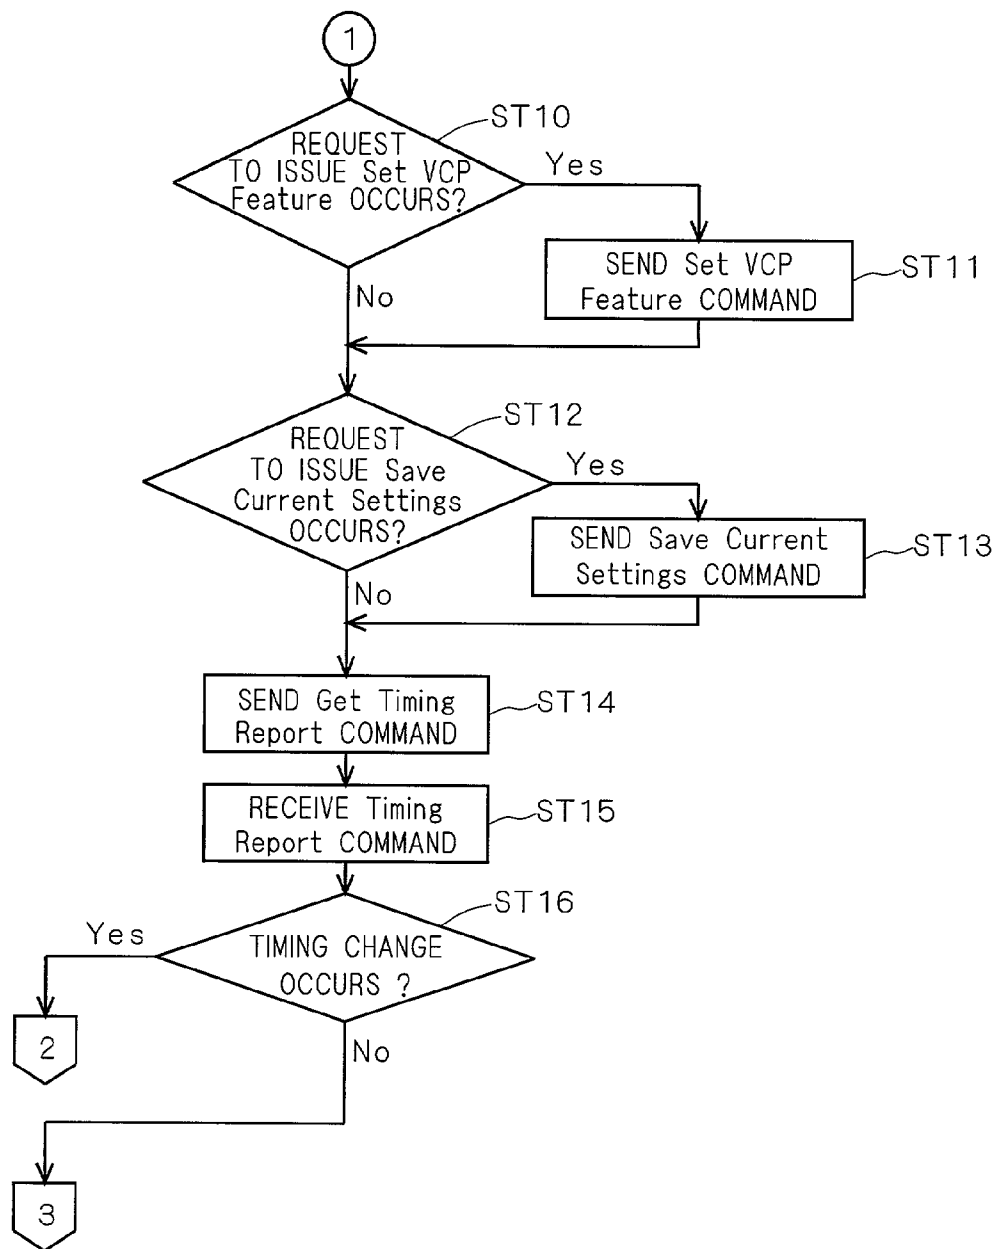 1
ST10
REQUEST
TO ISSUE Set VCP
Feature OCCURS?
Yes
SEND Set VCP
Feature COMMAND
ST11
No
ST12
REQUEST
TO ISSUE Save
Current Settings
OCCURS?
Yes
SEND Save Current
Settings COMMAND
ST13
No
SEND Get Timing
Report COMMAND
ST14
RECEIVE Timing
Report COMMAND
ST15
ST16
Yes
TIMING CHANGE
OCCURS ?
2
No
3